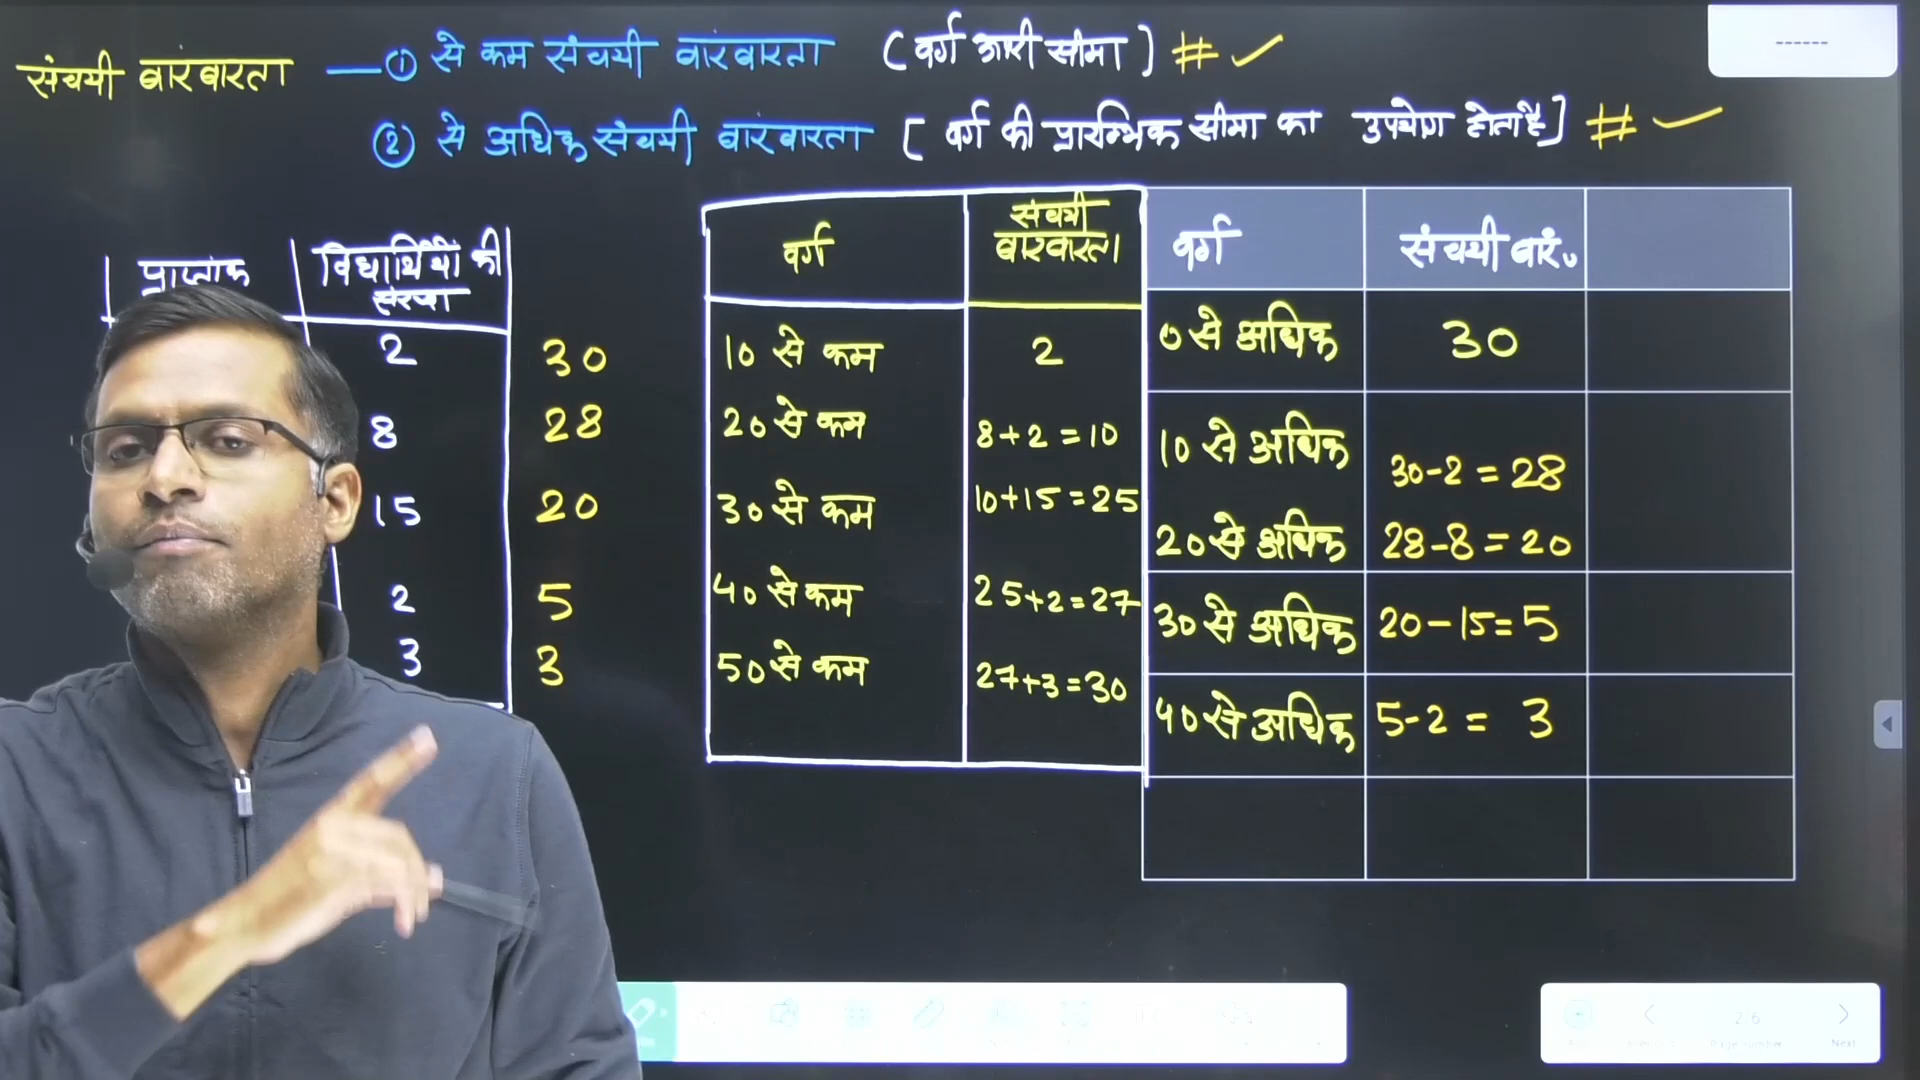 संचयी बारंबारता — ① से कम संचयी बारंबारता (वर्ग की सीमा) # ✓
② से अधिक संचयी बारंबारता [वर्ग की प्रारम्भिक सीमा का उपयोग होता है] # ✓
------
प्राप्तांक विद्यार्थियों की संख्या
2 30
8 28
15 20
2 5
3 3
वर्ग संचयी बारंबारता
10 से कम 2
20 से कम 8+2=10
30 से कम 10+15=25
40 से कम 25+2=27
50 से कम 27+3=30
वर्ग संचयी बारं०
0 से अधिक 30
10 से अधिक 30-2=28
20 से अधिक 28-8=20
30 से अधिक 20-15=5
40 से अधिक 5-2= 3
26
Page number
Next